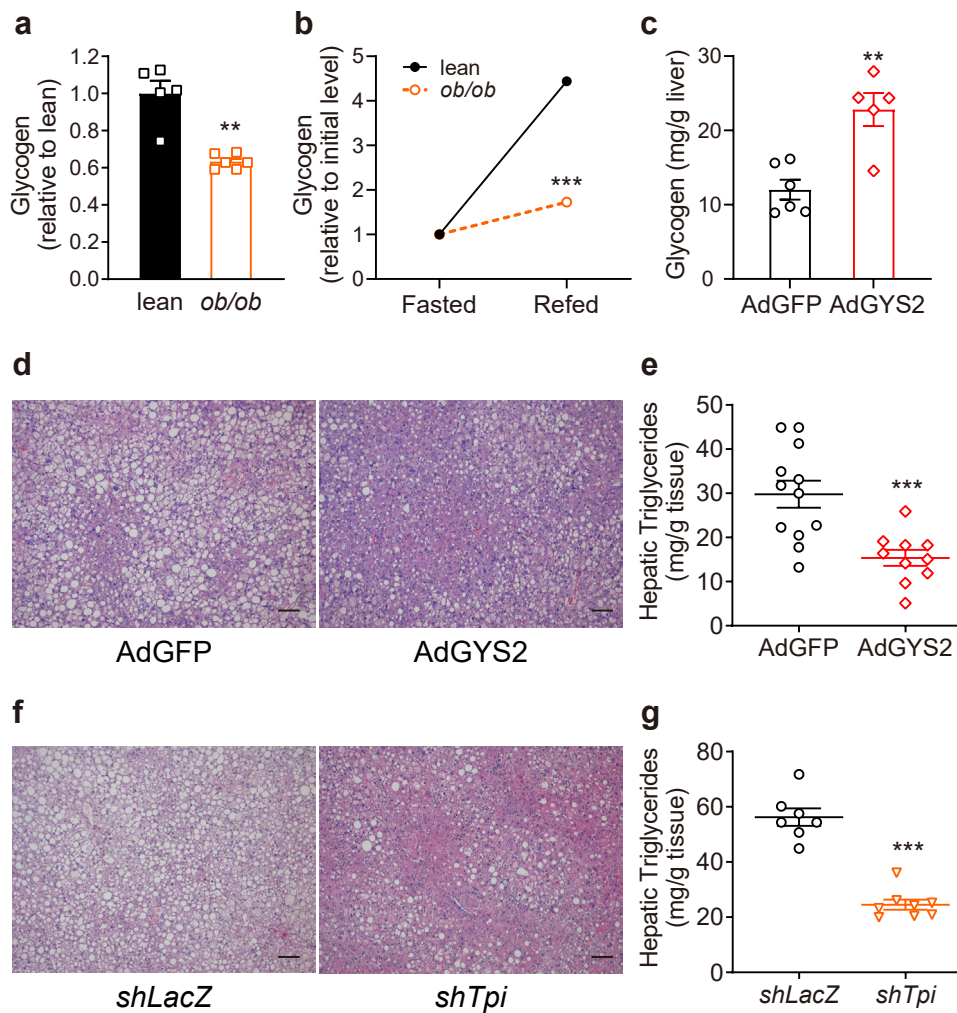 a
Glycogen
(relative to lean)
1.2
1.0
0.8
0.6
0.4
0.2
0.0
**
lean
ob/ob
b
Glycogen
(relative to initial level)
5
4
3
2
1
0
lean
ob/ob
***
Fasted
Refed
c
Glycogen (mg/g liver)
30
20
10
0
**
AdGFP
AdGYS2
d
AdGFP
AdGYS2
e
Hepatic Triglycerides
(mg/g tissue)
50
40
30
20
10
0
***
AdGFP
AdGYS2
f
shLacZ
shTpi
g
Hepatic Triglycerides
(mg/g tissue)
80
60
40
20
0
***
shLacZ
shTpi